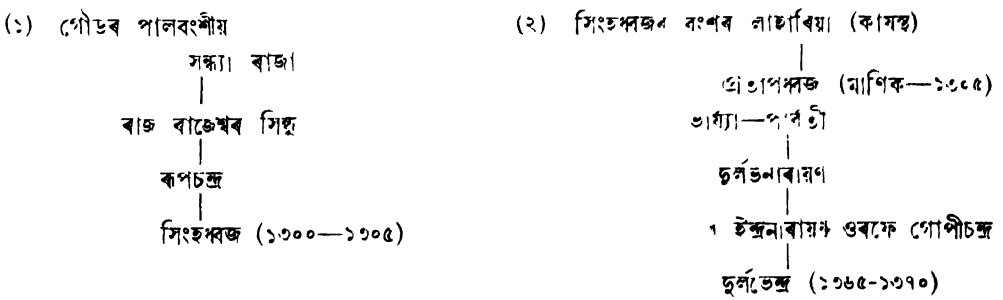 (১) গৌড়ৰ পালবংশীয়
সন্ধ্যা ৰাজা
ৰাজ ৰাজেশ্বৰ সিন্ধু
ৰূপচন্দ্ৰ
সিংহধ্বজ (১৩০০—১৩০৫)
(২) সিংহধ্বজৰ বংশৰ (কাযস্থ)
প্ৰতাপধ্বজ (মাণিক—১৩০৫)
ভাৰ্য্যা—পাৰ্বতী
দুৰ্লভনাৰায়ণ
ইন্দ্ৰনাৰায়ণ ওৰফে গোপীচন্দ্ৰ
দুৰ্লভেন্দ্ৰ (১৩৬৫-১৩৭০)